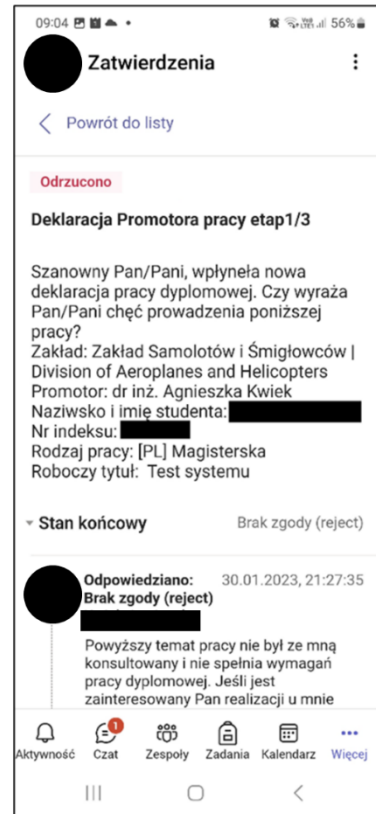 09:04
56%
Zatwierdzenia
Powrót do listy
Odrzucono
Deklaracja Promotora pracy etap1/3
Szanowny Pan/Pani, wpłyneła nowa
deklaracja pracy dyplomowej. Czy wyraża
Pan/Pani chęć prowadzenia poniższej
pracy?
Zakład: Zakład Samolotów i Śmigłowców |
Division of Aeroplanes and Helicopters
Promotor: dr inż. Agnieszka Kwiek
Naziwsko i imię studenta:
Nr indeksu:
Rodzaj pracy: [PL] Magisterska
Roboczy tytuł: Test systemu
Stan końcowy Brak zgody (reject)
Odpowiedziano: 30.01.2023, 21:27:35
Brak zgody (reject)
Powyższy temat pracy nie był ze mną
konsultowany i nie spełnia wymagań
pracy dyplomowej. Jeśli jest
zainteresowany Pan realizacji u mnie
1
Aktywność Czat Zespoły Zadania Kalendarz Więcej